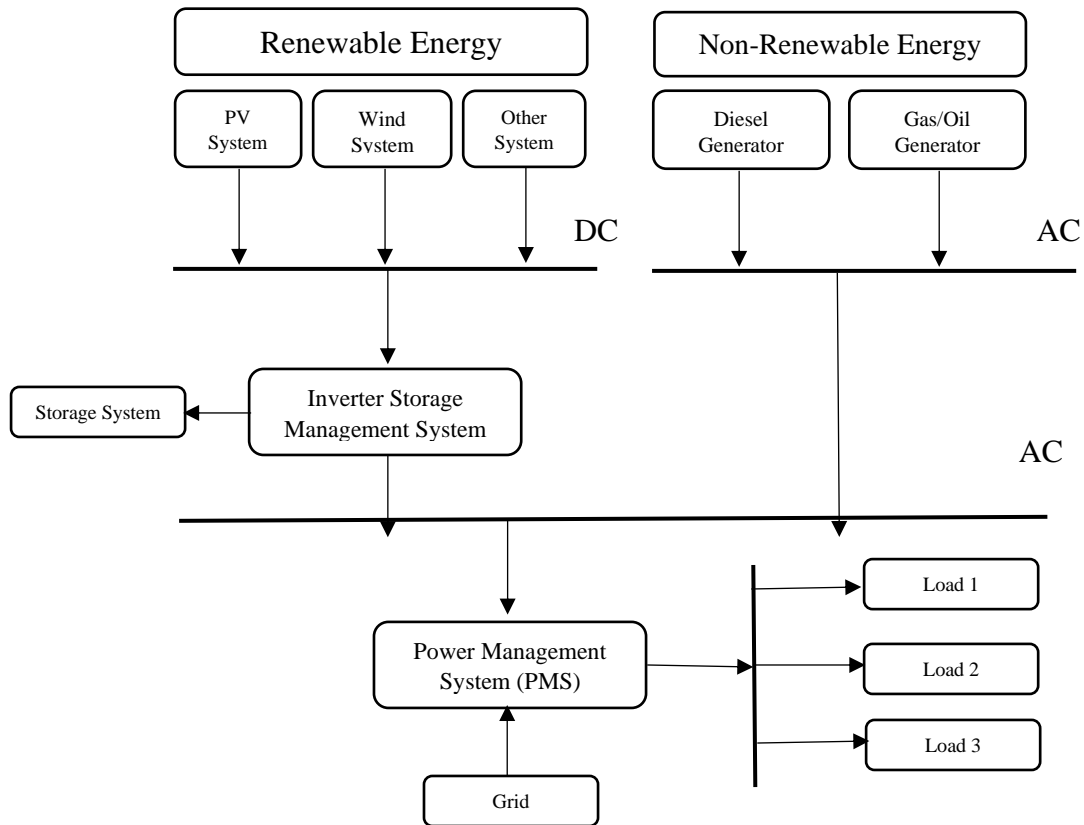 Renewable Energy
Non-Renewable Energy
PV
System
Wind
System
Other
System
Diesel
Generator
Gas/Oil
Generator
DC
AC
Inverter Storage
Management System
Storage System
AC
Load 1
Power Management
System (PMS)
Load 2
Load 3
Grid